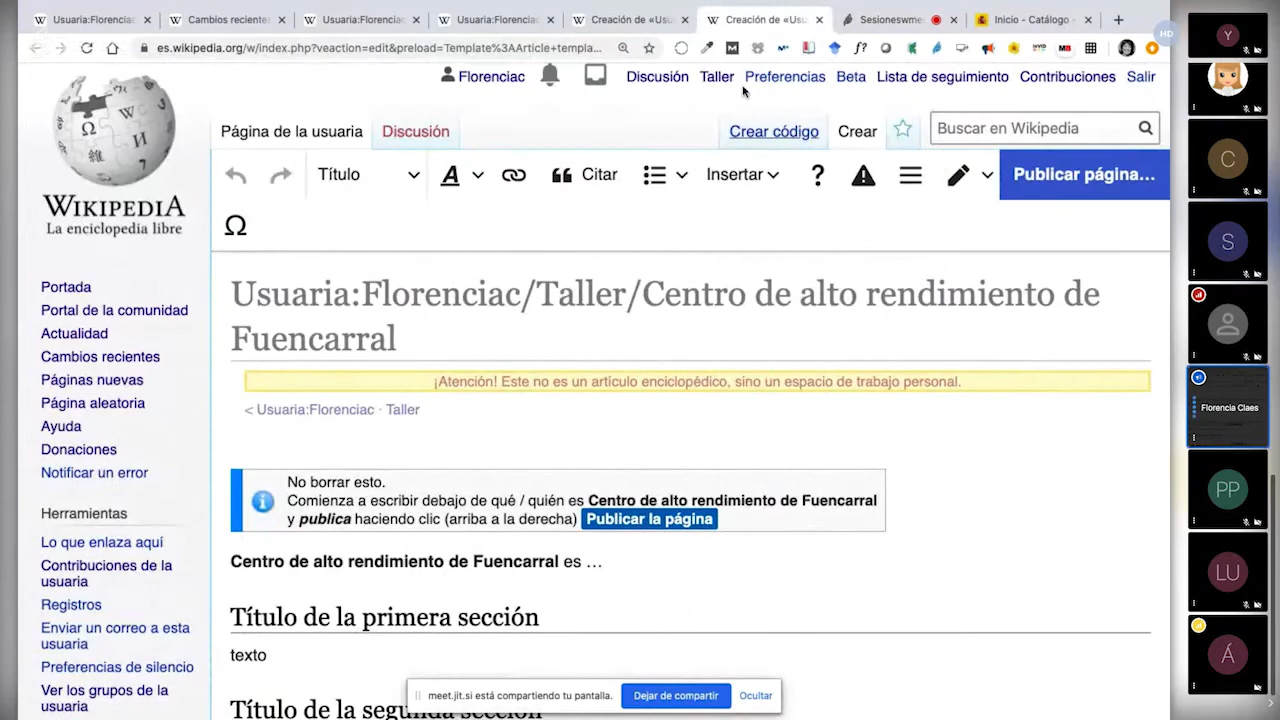 Usuaria:Florenciac
Cambios reciente
Usuaria:Florenciac
Usuaria:Florenciac
Creación de «Usu
Creación de «Usu
Sesioneswme
Inicio - Catálogo
es.wikipedia.org/w/index.php?veaction=edit&preload=Template%3AArticle+templa...
HD
Florenciac
Discusión
Taller
Preferencias
Beta
Lista de seguimiento
Contribuciones
Salir
Página de la usuaria
Discusión
Crear código
Crear
Buscar en Wikipedia
Título
A
Citar
Insertar
?
Publicar página...
Ω
WIKIPEDIA
La enciclopedia libre
Portada
Portal de la comunidad
Actualidad
Cambios recientes
Páginas nuevas
Página aleatoria
Ayuda
Donaciones
Notificar un error
Herramientas
Lo que enlaza aquí
Contribuciones de la
usuaria
Registros
Enviar un correo a esta
usuaria
Preferencias de silencio
Ver los grupos de la
usuaria
Usuaria:Florenciac/Taller/Centro de alto rendimiento de
Fuencarral
¡Atención! Este no es un artículo enciclopédico, sino un espacio de trabajo personal.
< Usuaria:Florenciac · Taller
No borrar esto.
Comienza a escribir debajo de qué / quién es Centro de alto rendimiento de Fuencarral
y publica haciendo clic (arriba a la derecha) Publicar la página
Centro de alto rendimiento de Fuencarral es …
Título de la primera sección
texto
Título de la segunda sección
meet.jit.si está compartiendo tu pantalla.
Dejar de compartir
Ocultar
Y
C
S
Florencia Claes
PP
LU
Á